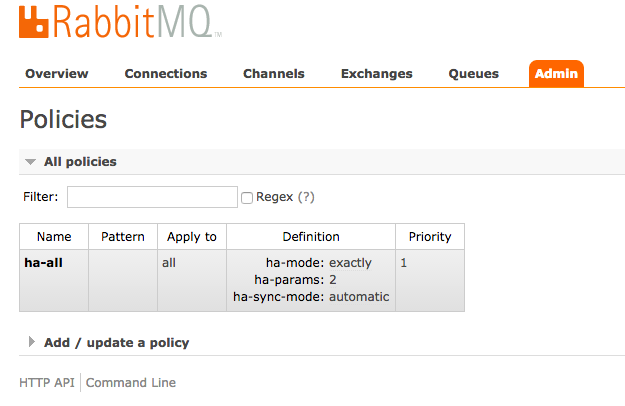 RabbitMQ TM
Overview Connections Channels Exchanges Queues Admin
Policies
All policies
Filter: Regex (?)
Name Pattern Apply to Definition Priority
ha-all all ha-mode: exactly 1
ha-params: 2
ha-sync-mode: automatic
Add / update a policy
HTTP API Command Line